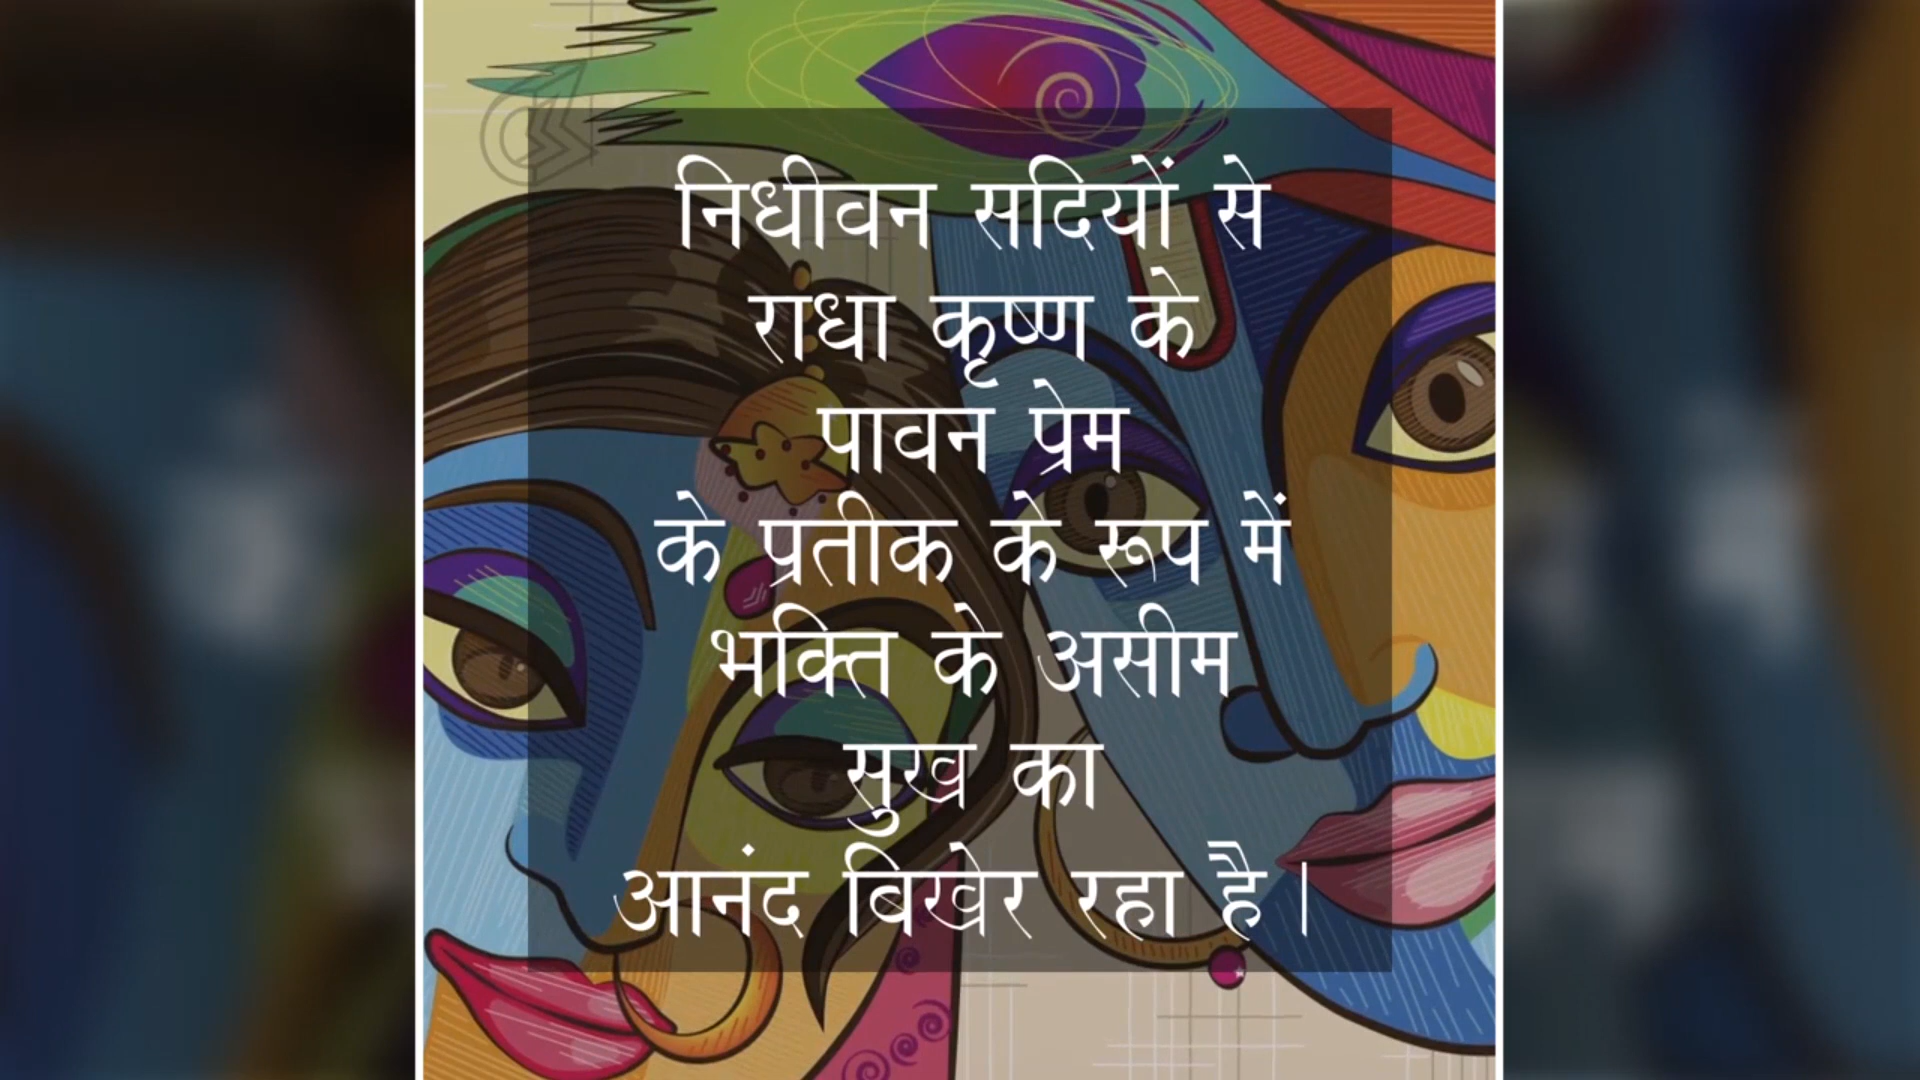 निधीवन सदियों से
राधा कृष्ण के
पावन प्रेम
के प्रतीक के रूप में
भक्ति के असीम
सुख का
आनंद बिखेर रहा है।